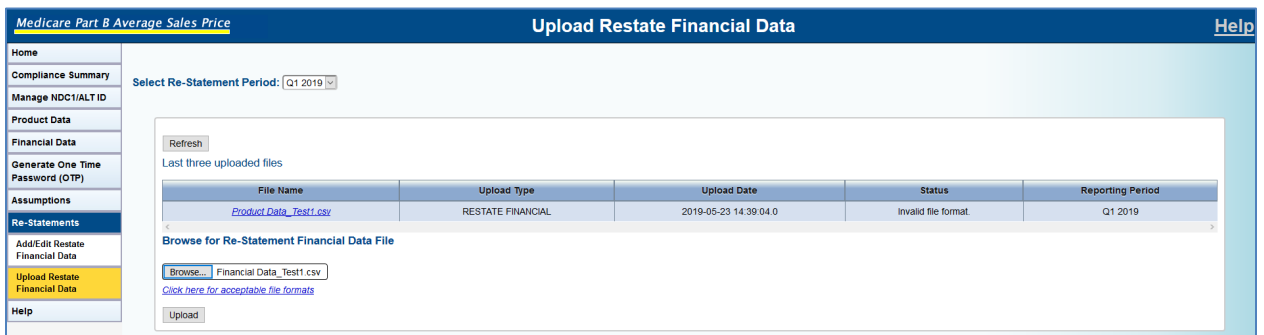 Medicare Part B Average Sales Price
Upload Restate Financial Data
Help
Home
Compliance Summary
Manage NDC1/ALT ID
Product Data
Financial Data
Generate One Time
Password (OTP)
Assumptions
Re-Statements
Add/Edit Restate
Financial Data
Upload Restate
Financial Data
Help
Select Re-Statement Period: Q1 2019
Refresh
Last three uploaded files
File Name Upload Type Upload Date Status Reporting Period
Product Data_Test1.csv RESTATE FINANCIAL 2019-05-23 14:39:04.0 Invalid file format. Q1 2019
Browse for Re-Statement Financial Data File
Browse... Financial Data_Test1.csv
Click here for acceptable file formats
Upload